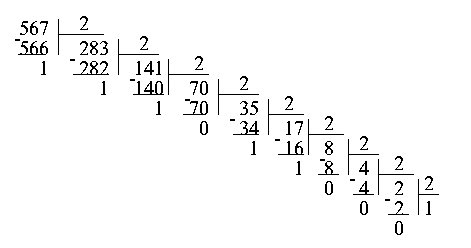 567 2
-566 283 2
1 -282 141 2
1 -140 70 2
1 -70 35 2
0 -34 17 2
1 -16 8 2
1 -8 4 2
0 -4 2 2
0 -2 1
0